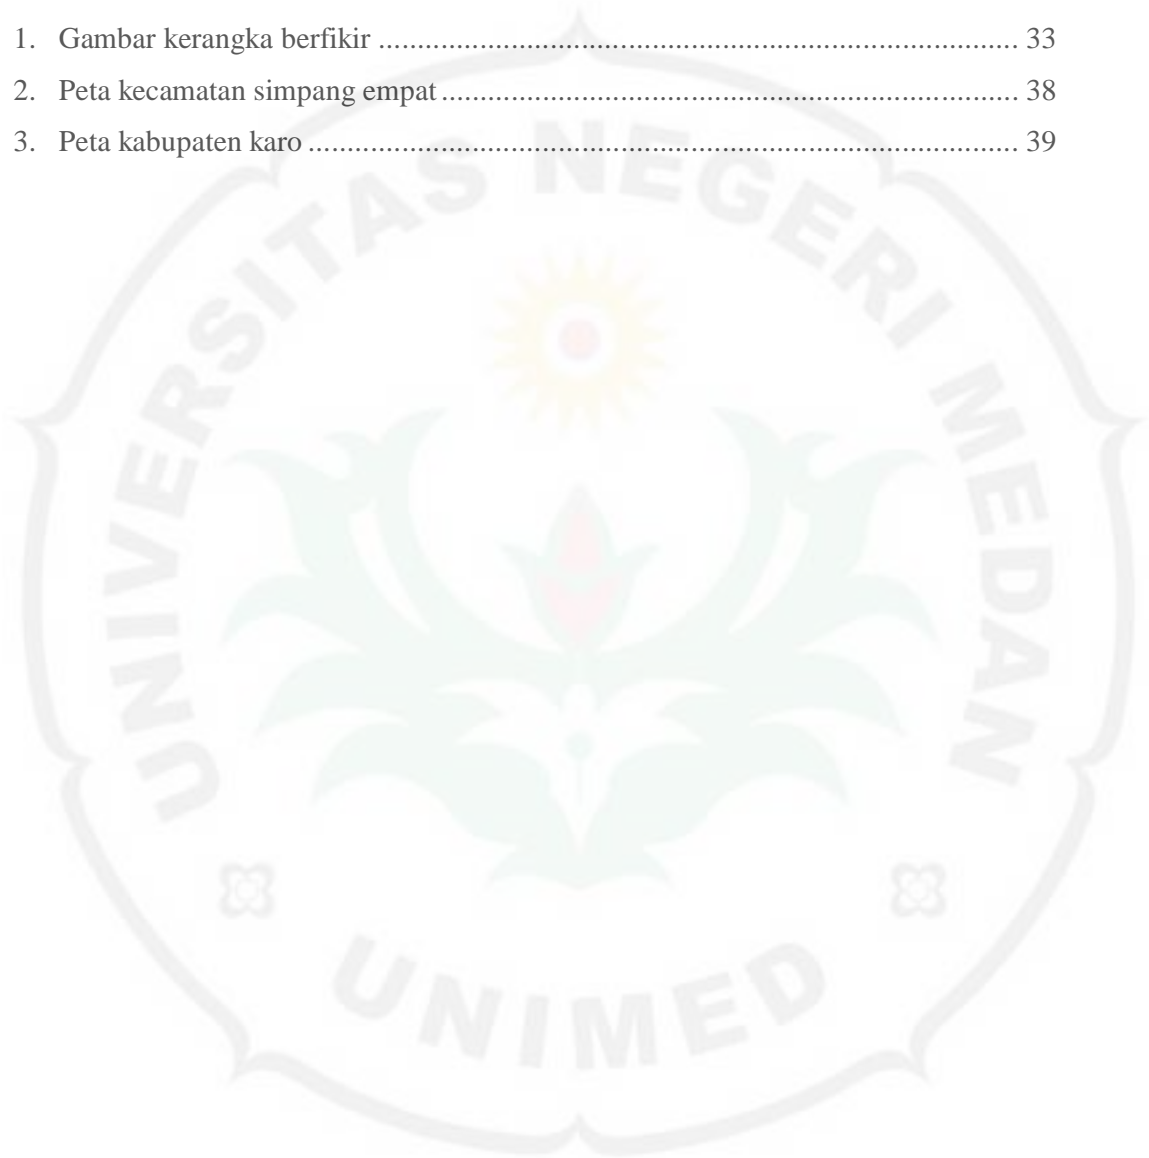 1. Gambar kerangka berfikir ........................................................................................ 33
2. Peta kecamatan simpang empat ............................................................................... 38
3. Peta kabupaten karo ................................................................................................. 39
UNIVERSITAS NEGERI MEDAN
UNIMED